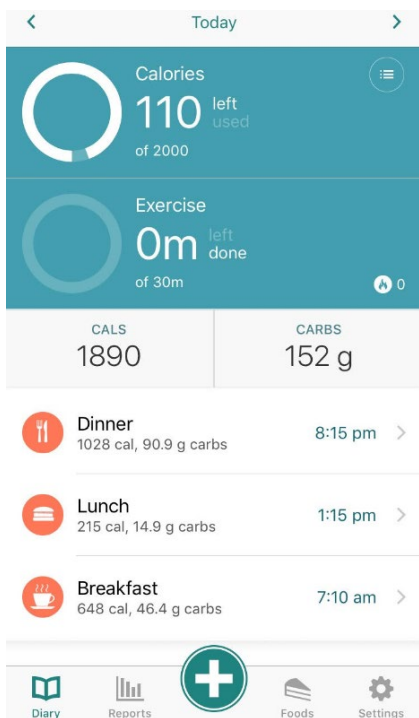 Today
Calories
110 left
used
of 2000
Exercise
0m left
done
of 30m
0
CALS
1890
CARBS
152 g
Dinner
1028 cal, 90.9 g carbs
8:15 pm
Lunch
215 cal, 14.9 g carbs
1:15 pm
Breakfast
648 cal, 46.4 g carbs
7:10 am
Diary
Reports
Foods
Settings